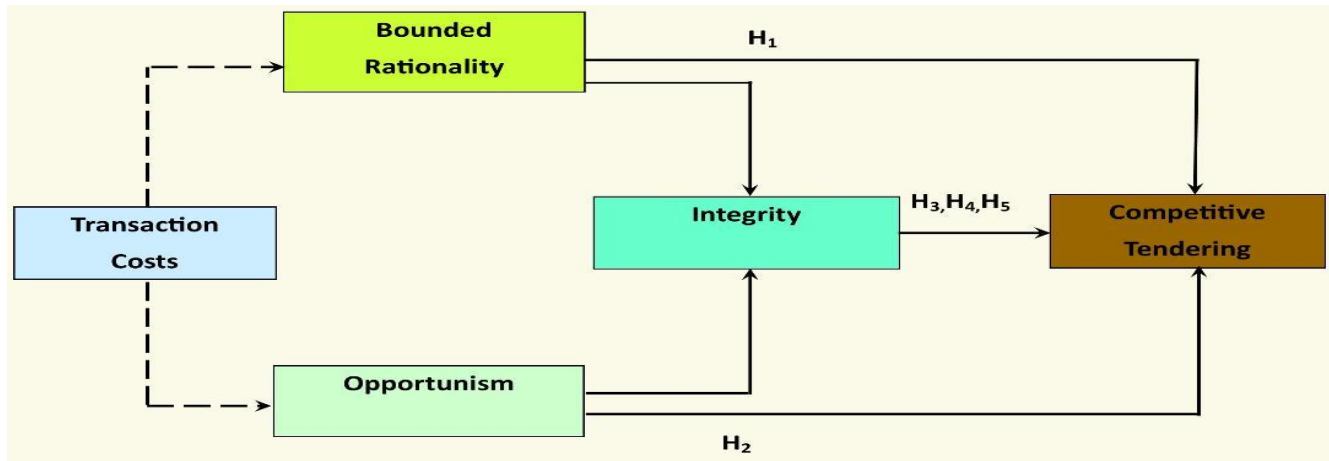 Bounded
Rationality
H₁
Transaction
Costs
Integrity
H₃,H₄,H₅
Competitive
Tendering
Opportunism
H₂